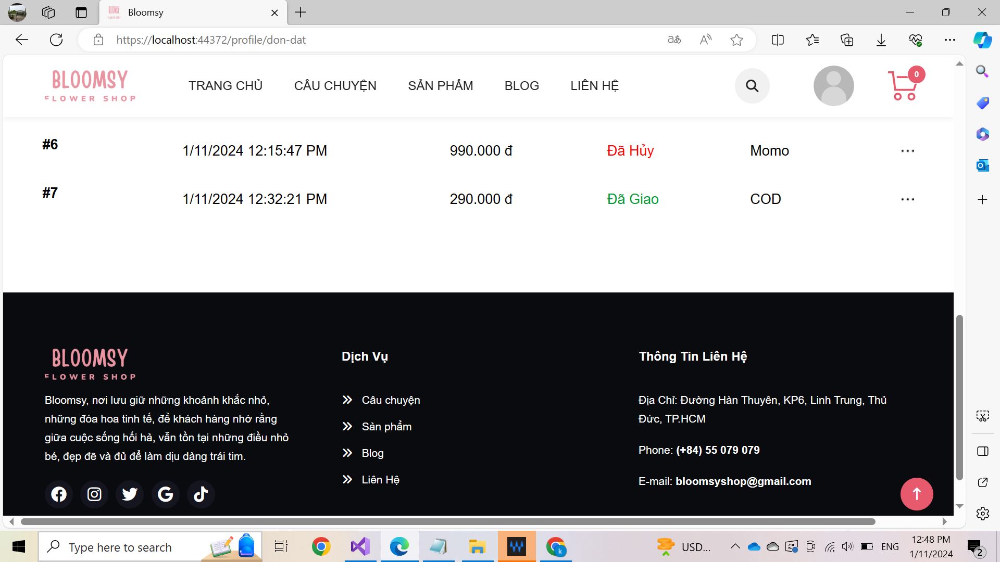 Bloomsy
https://localhost:44372/profile/don-dat
BLOOMSY
FLOWER SHOP
TRANG CHỦ
CÂU CHUYỆN
SẢN PHẨM
BLOG
LIÊN HỆ
0
#6
1/11/2024 12:15:47 PM
990.000 đ
Đã Hủy
Momo
#7
1/11/2024 12:32:21 PM
290.000 đ
Đã Giao
COD
BLOOMSY
FLOWER SHOP
Bloomsy, nơi lưu giữ những khoảnh khắc nhỏ,
những đóa hoa tinh tế, để khách hàng nhớ rằng
giữa cuộc sống hối hả, vẫn tồn tại những điều nhỏ
bé, đẹp đẽ và đủ để làm dịu dàng trái tim.
Dịch Vụ
Câu chuyện
Sản phẩm
Blog
Liên Hệ
Thông Tin Liên Hệ
Địa Chỉ: Đường Hàn Thuyên, KP6, Linh Trung, Thủ
Đức, TP.HCM
Phone: (+84) 55 079 079
E-mail: bloomsyshop@gmail.com
Type here to search
USD...
ENG
12:48 PM
1/11/2024
2